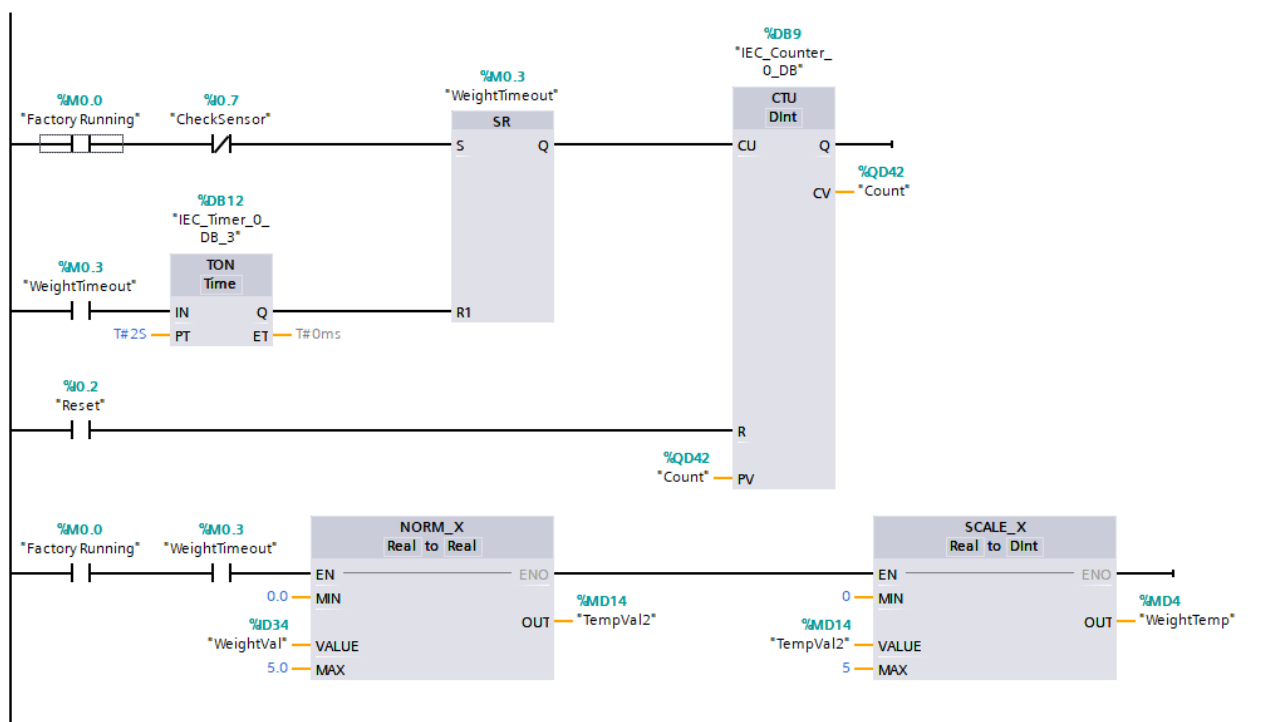 %DB9
"IEC_Counter_
0_DB"
%M0.3
"WeightTimeout"
CTU
DInt
%M0.0
"Factory Running"
%I0.7
"CheckSensor"
SR
S Q
CU Q
%QD42
CV "Count"
%DB12
"IEC_Timer_0_
DB_3"
%M0.3
"WeightTimeout"
TON
Time
IN Q
R1
T#2S PT ET T#0ms
%I0.2
"Reset"
R
%QD42
"Count" PV
%M0.0
"Factory Running"
%M0.3
"WeightTimeout"
NORM_X
Real to Real
EN ENO
0.0 MIN
%MD14
OUT "TempVal2"
%ID34
"WeightVal" VALUE
5.0 MAX
SCALE_X
Real to DInt
EN ENO
0 MIN
%MD4
OUT "WeightTemp"
%MD14
"TempVal2" VALUE
5 MAX